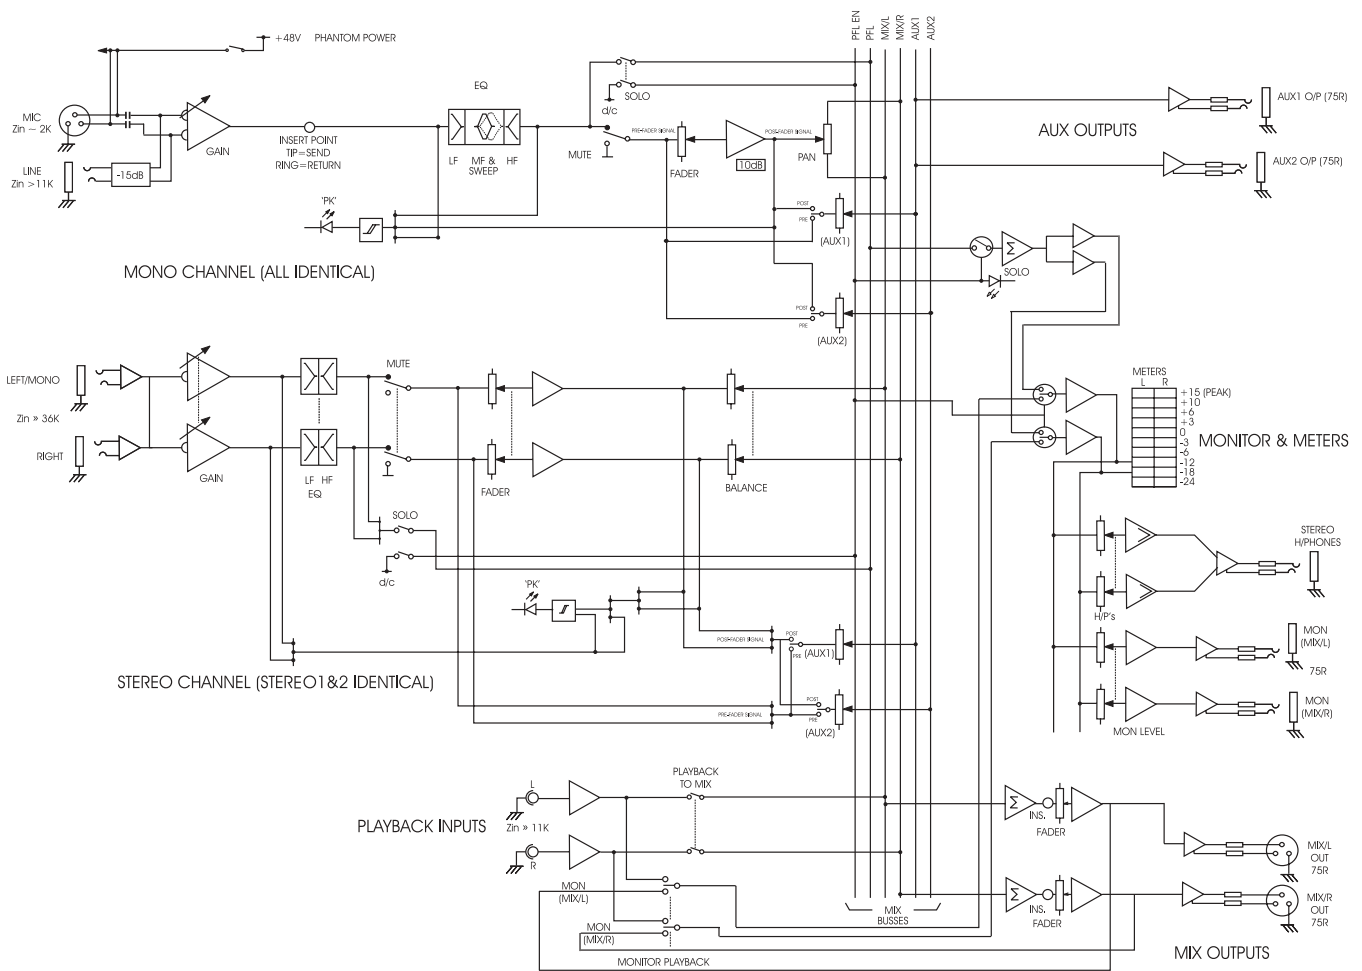 +48V PHANTOM POWER
MIC
Zin – 2K
GAIN
INSERT POINT
TIP=SEND
RING=RETURN
LINE
Zin >11K
-15dB
EQ
LF MF & HF
SWEEP
d/c
SOLO
MUTE
PRE-FADER SIGNAL
FADER
10dB
POST-FADER SIGNAL
PAN
POST
PRE
(AUX1)
POST
PRE
(AUX2)
'PK'
MONO CHANNEL (ALL IDENTICAL)
PFL EN
PFL
MIX/L
MIX/R
AUX1
AUX2
AUX1 O/P (75R)
AUX OUTPUTS
AUX2 O/P (75R)
Σ
SOLO
LEFT/MONO
Zin » 36K
RIGHT
GAIN
LF HF
EQ
MUTE
FADER
BALANCE
SOLO
d/c
'PK'
POST-FADER SIGNAL
POST
PRE
(AUX1)
PRE-FADER SIGNAL
POST
PRE
(AUX2)
STEREO CHANNEL (STEREO1&2 IDENTICAL)
METERS
L R
+15 (PEAK)
+10
+6
+3
0
-3
-6
-12
-18
-24
MONITOR & METERS
STEREO
H/PHONES
H/P's
MON
(MIX/L)
75R
MON
(MIX/R)
MON LEVEL
PLAYBACK INPUTS
L
Zin » 11K
R
PLAYBACK
TO MIX
MON
(MIX/L)
MON
(MIX/R)
MONITOR PLAYBACK
MIX
BUSSES
Σ
INS.
FADER
MIX/L
OUT
75R
Σ
INS.
FADER
MIX/R
OUT
75R
MIX OUTPUTS